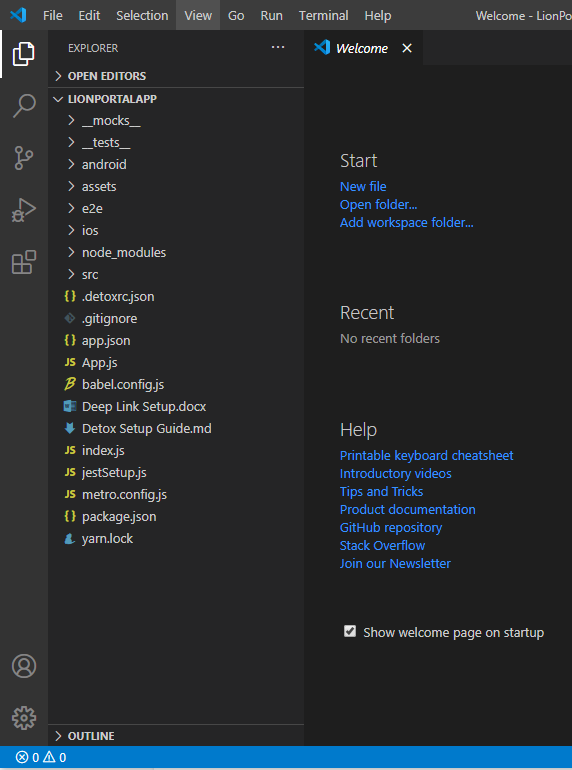 File Edit Selection View Go Run Terminal Help Welcome - LionPo
EXPLORER
OPEN EDITORS
LIONPORTALAPP
__mocks__
__tests__
android
assets
e2e
ios
node_modules
src
{} .detoxrc.json
.gitignore
{} app.json
JS App.js
babel.config.js
Deep Link Setup.docx
Detox Setup Guide.md
JS index.js
JS jestSetup.js
JS metro.config.js
{} package.json
yarn.lock
OUTLINE
0 0
Welcome
Start
New file
Open folder...
Add workspace folder...
Recent
No recent folders
Help
Printable keyboard cheatsheet
Introductory videos
Tips and Tricks
Product documentation
GitHub repository
Stack Overflow
Join our Newsletter
Show welcome page on startup